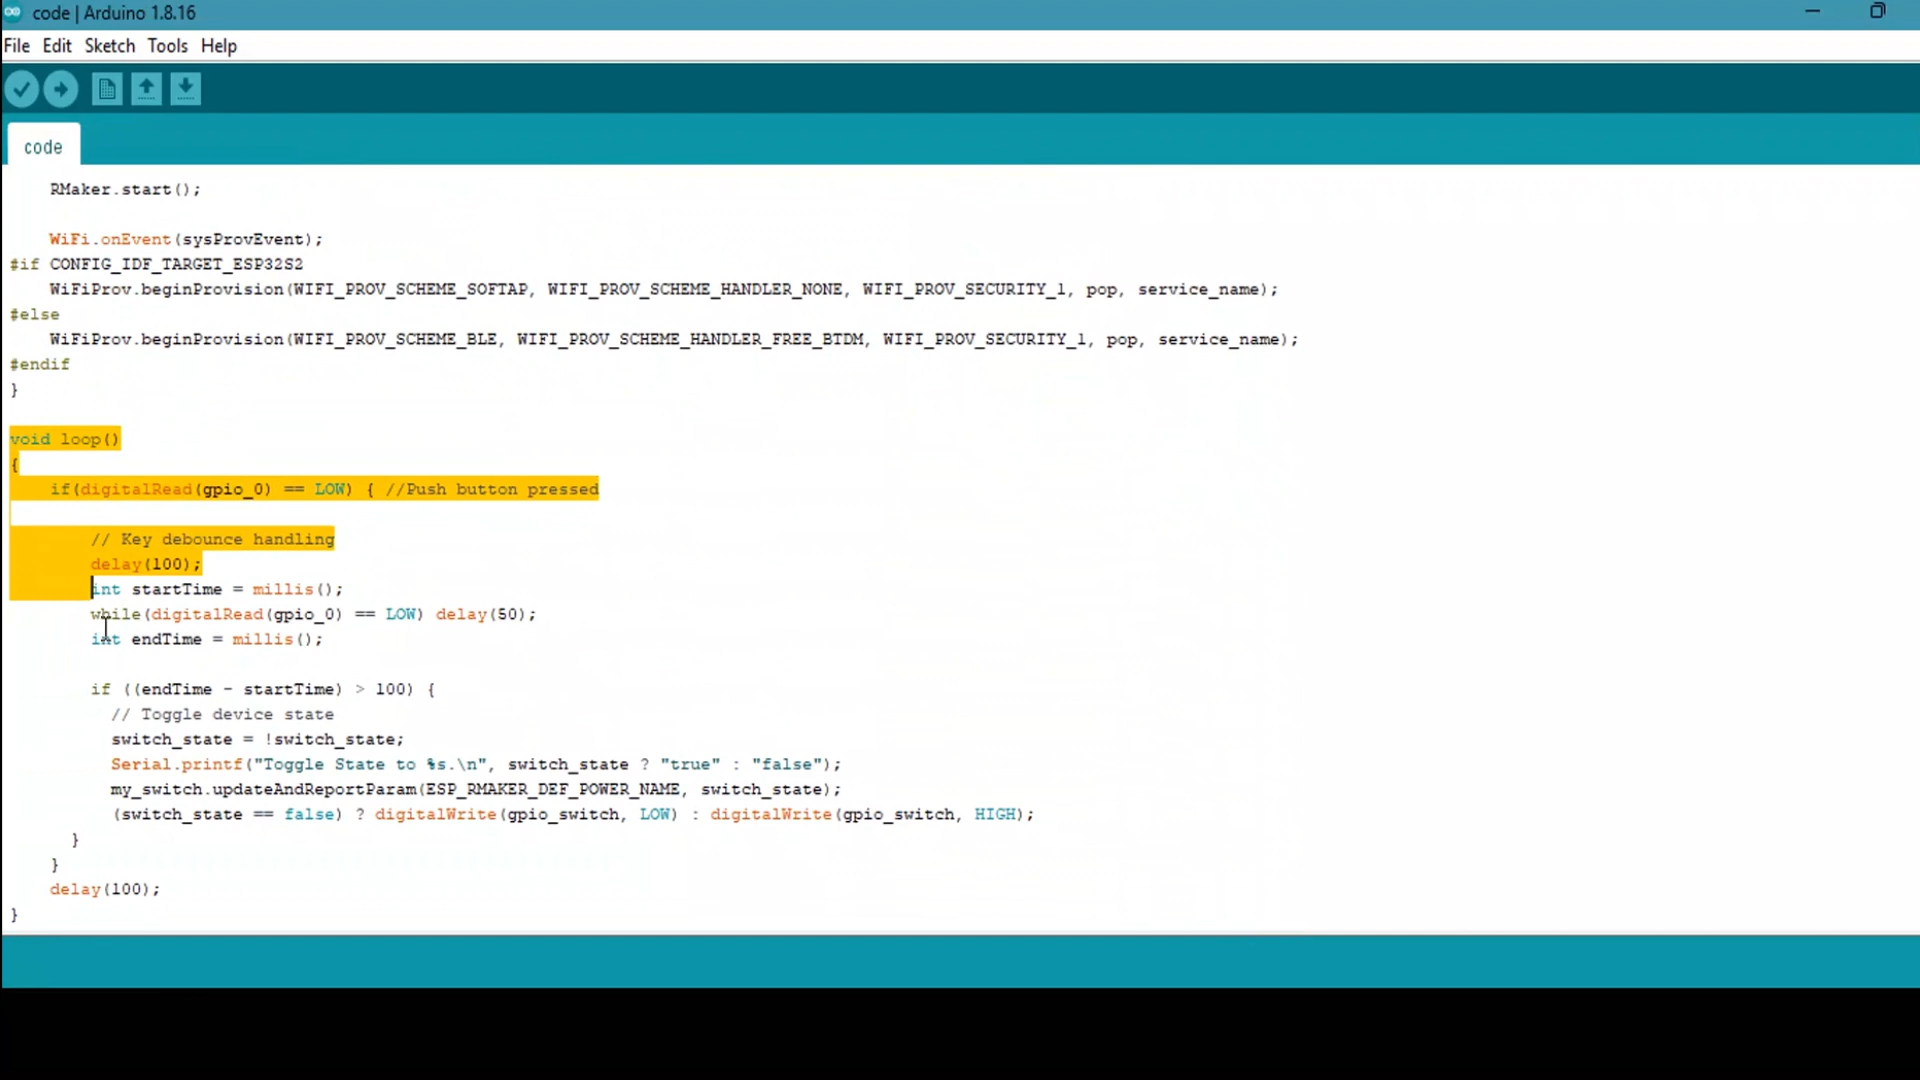 code | Arduino 1.8.16
File Edit Sketch Tools Help
code
RMaker.start();
WiFi.onEvent(sysProvEvent);
#if CONFIG_IDF_TARGET_ESP32S2
WiFiProv.beginProvision(WIFI_PROV_SCHEME_SOFTAP, WIFI_PROV_SCHEME_HANDLER_NONE, WIFI_PROV_SECURITY_1, pop, service_name);
#else
WiFiProv.beginProvision(WIFI_PROV_SCHEME_BLE, WIFI_PROV_SCHEME_HANDLER_FREE_BTDM, WIFI_PROV_SECURITY_1, pop, service_name);
#endif
}
void loop()
{
if(digitalRead(gpio_0) == LOW) { //Push button pressed
// Key debounce handling
delay(100);
int startTime = millis();
while(digitalRead(gpio_0) == LOW) delay(50);
int endTime = millis();
if ((endTime - startTime) > 100) {
// Toggle device state
switch_state = !switch_state;
Serial.printf("Toggle State to %s.\n", switch_state ? "true" : "false");
my_switch.updateAndReportParam(ESP_RMAKER_DEF_POWER_NAME, switch_state);
(switch_state == false) ? digitalWrite(gpio_switch, LOW) : digitalWrite(gpio_switch, HIGH);
}
}
delay(100);
}